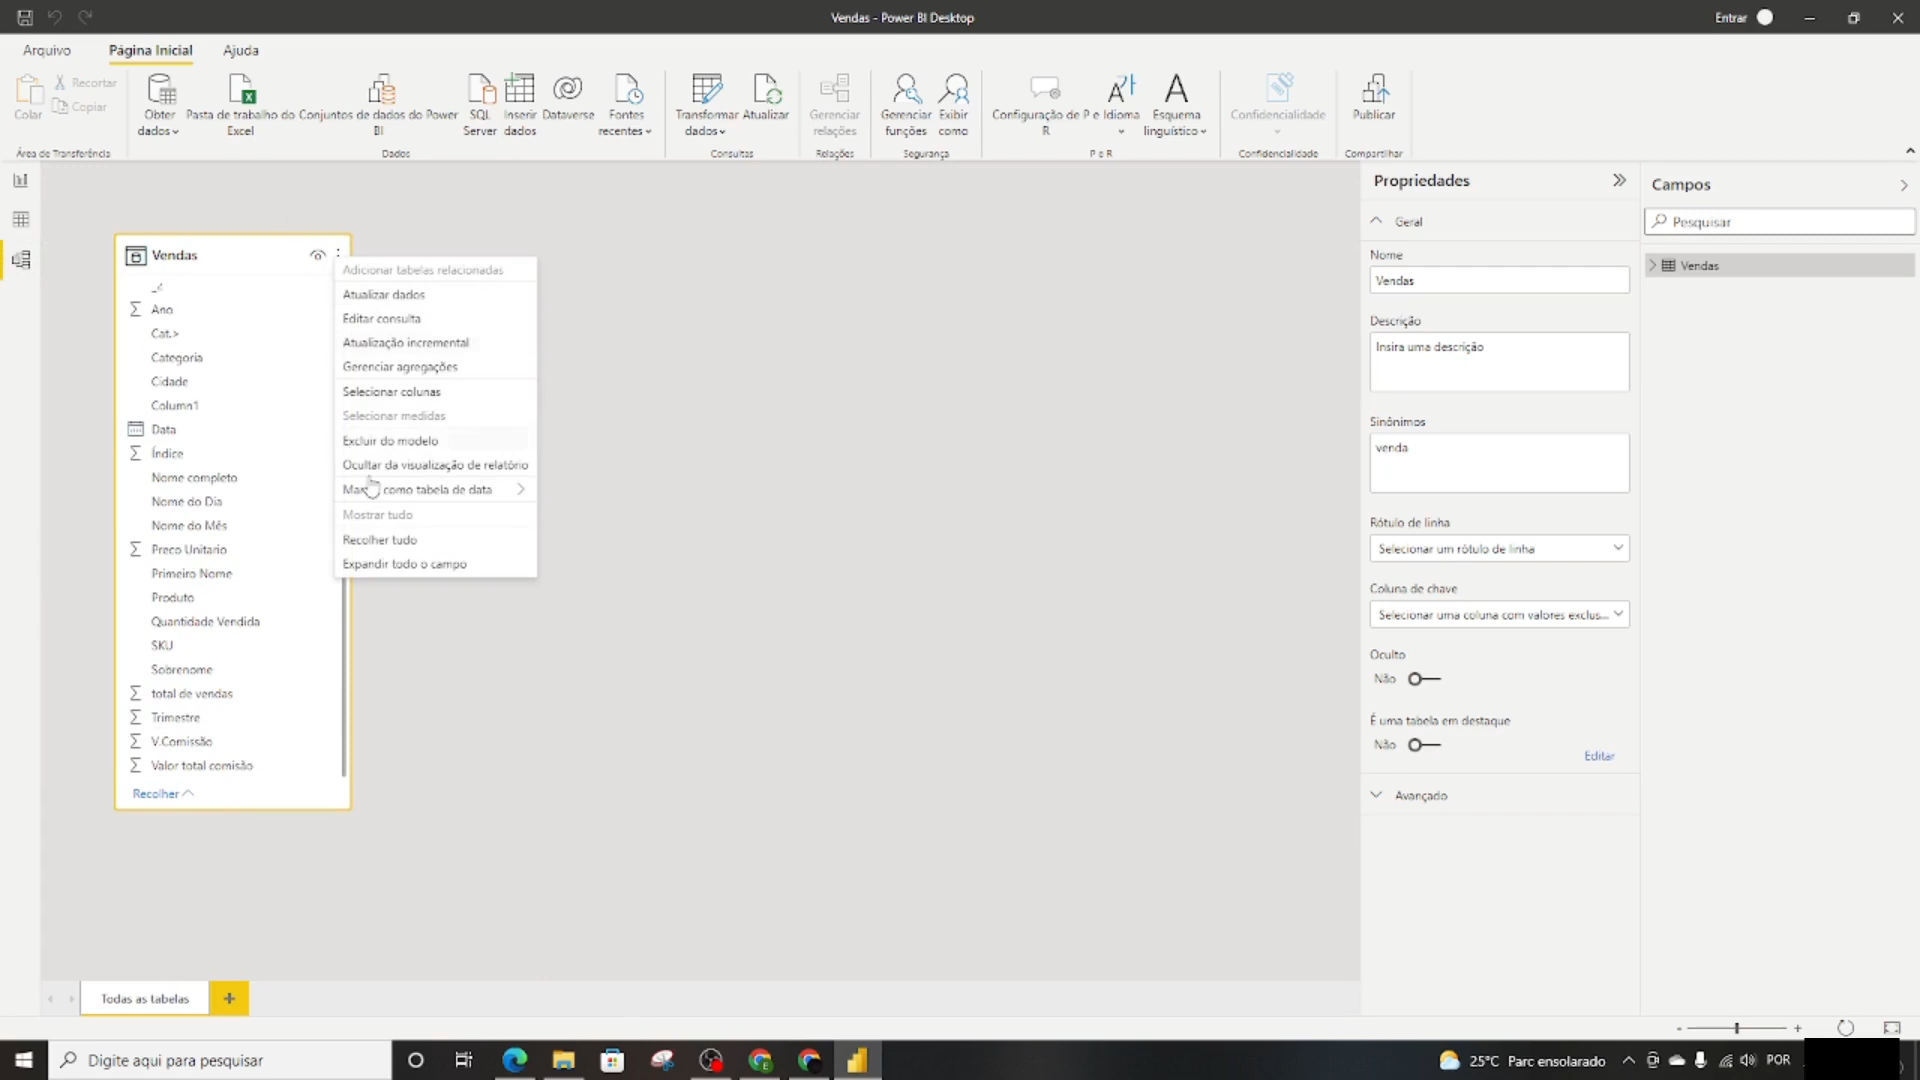 Vendas - Power BI Desktop
Entrar
Arquivo
Página Inicial
Ajuda
Colar
Recortar
Copiar
Área de Transferência
Obter
dados
Pasta de trabalho do
Excel
Conjuntos de dados do Power
BI
SQL
Server
Inserir
dados
Dataverse
Fontes
recentes
Dados
Transformar
dados
Atualizar
Consultas
Gerenciar
relações
Relações
Gerenciar
funções
Exibir
como
Segurança
Configuração de P e
R
Idioma
Esquema
linguístico
P e R
Confidencialidade
Confidencialidade
Publicar
Compartilhar
Vendas
Ano
Cat.>
Categoria
Cidade
Column1
Data
Índice
Nome completo
Nome do Dia
Nome do Mês
Preco Unitario
Primeiro Nome
Produto
Quantidade Vendida
SKU
Sobrenome
total de vendas
Trimestre
V.Comissão
Valor total comisão
Recolher
Adicionar tabelas relacionadas
Atualizar dados
Editar consulta
Atualização incremental
Gerenciar agregações
Selecionar colunas
Selecionar medidas
Excluir do modelo
Ocultar da visualização de relatório
como tabela de data
Mostrar tudo
Recolher tudo
Expandir todo o campo
Propriedades
Geral
Nome
Vendas
Descrição
Insira uma descrição
Sinônimos
venda
Rótulo de linha
Selecionar um rótulo de linha
Coluna de chave
Selecionar uma coluna com valores exclus...
Oculto
Não
É uma tabela em destaque
Não
Editar
Avançado
Campos
Pesquisar
Vendas
Todas as tabelas
+
- +
Digite aqui para pesquisar
25°C Parc ensolarado
POR